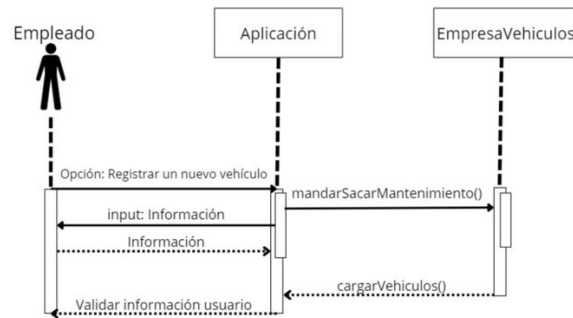 Empleado
Aplicación
EmpresaVehiculos
Opción: Registrar un nuevo vehículo
mandarSacarMantenimiento()
input: Información
Información
cargarVehiculos()
Validar información usuario